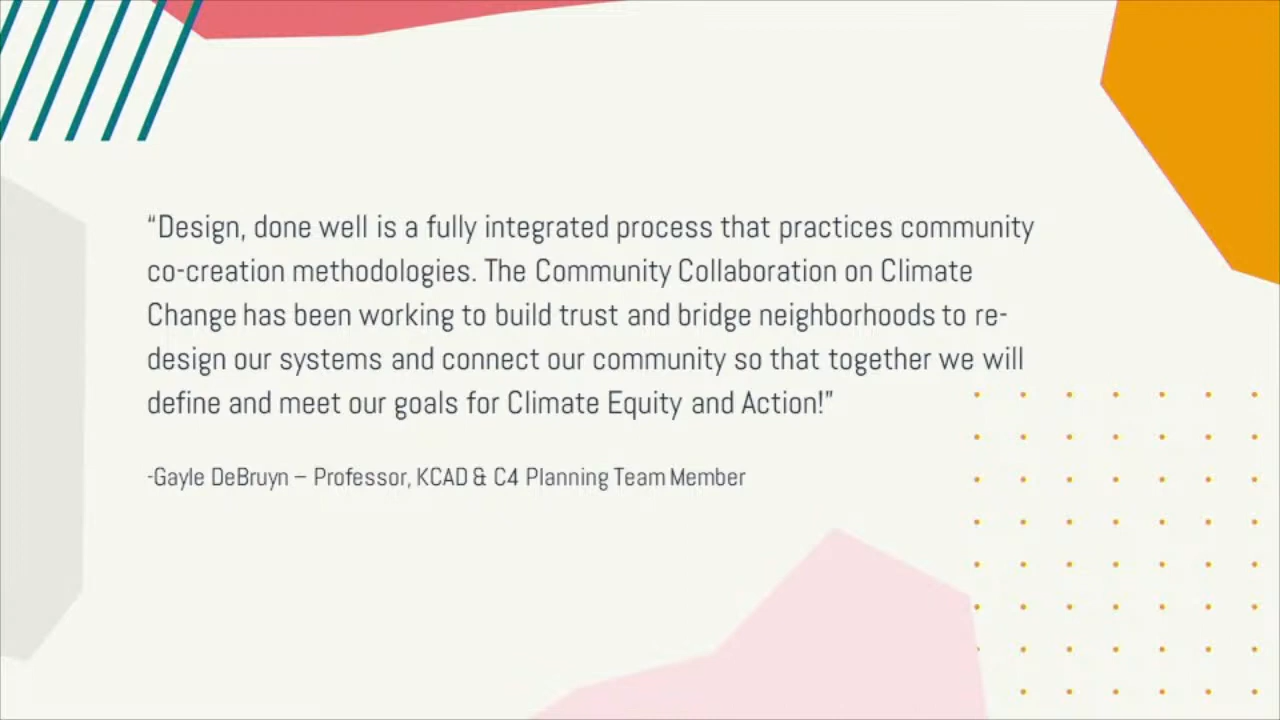 “Design, done well is a fully integrated process that practices community
co-creation methodologies. The Community Collaboration on Climate
Change has been working to build trust and bridge neighborhoods to re-
design our systems and connect our community so that together we will
define and meet our goals for Climate Equity and Action!”
-Gayle DeBruyn – Professor, KCAD & C4 Planning Team Member